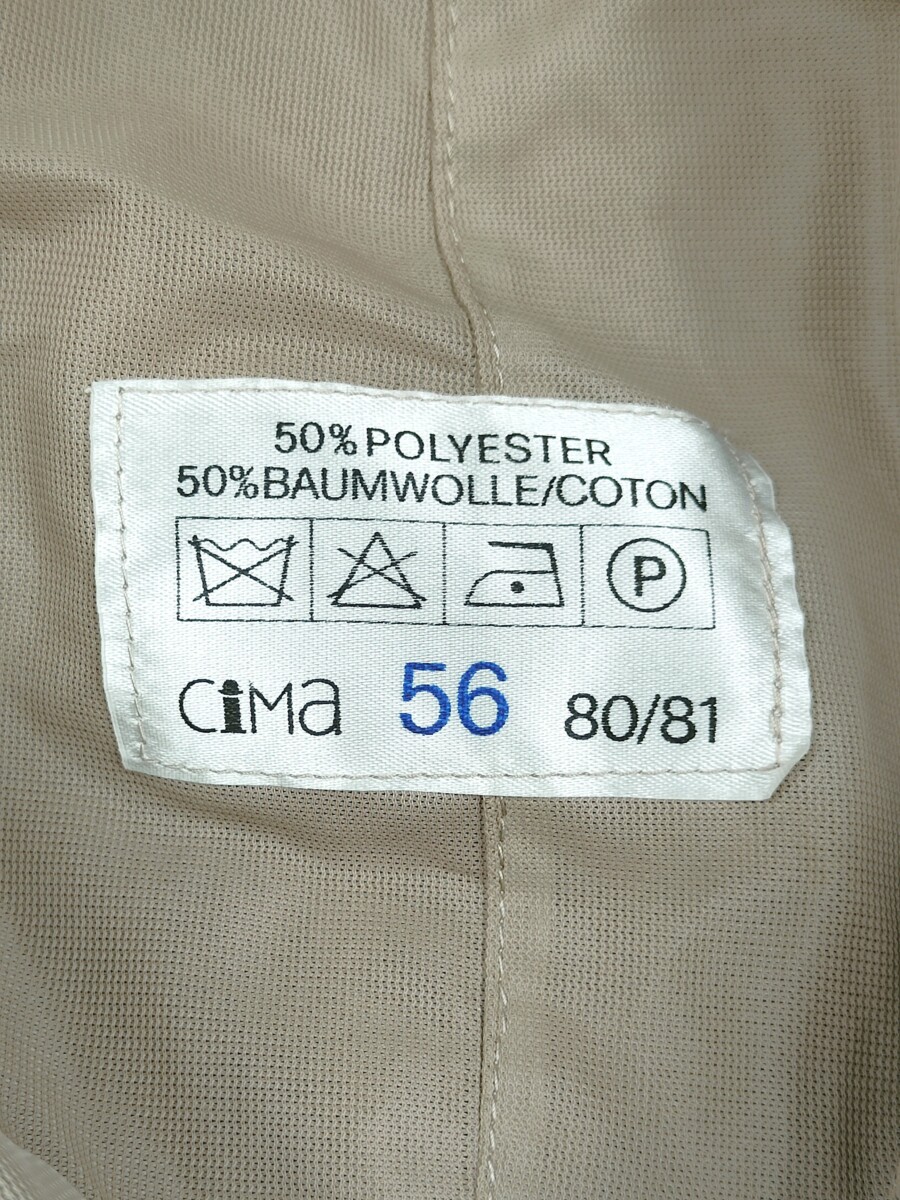 50% POLYESTER
50% BAUMWOLLE/COTON
P
CiMa 56 80/81